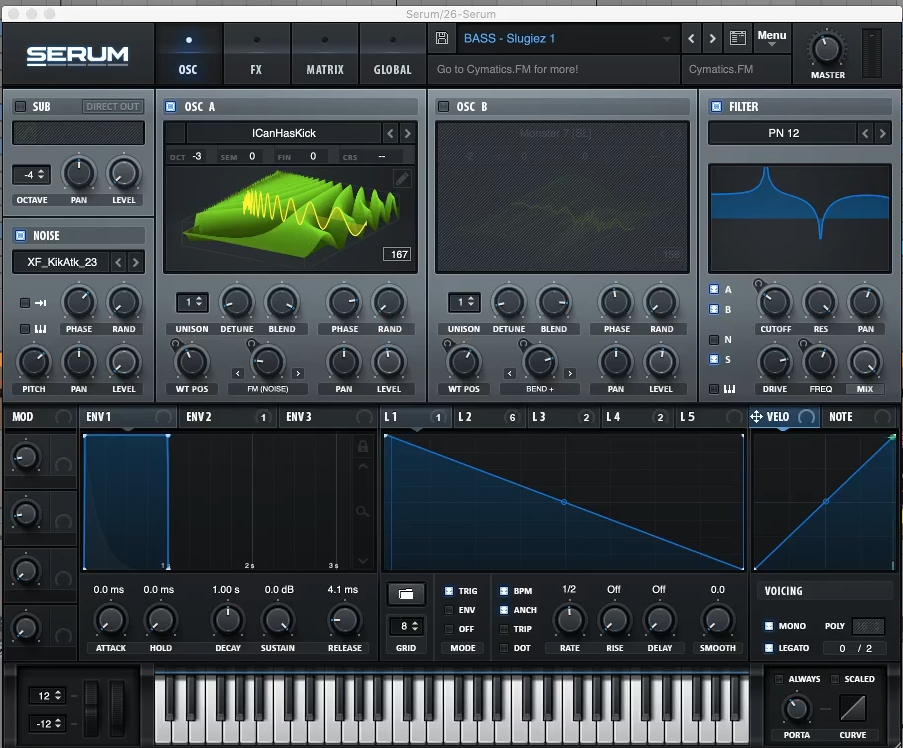 Serum/26-Serum
SERUM
OSC FX MATRIX GLOBAL
BASS - Slugiez 1
Menu
Go to Cymatics.FM for more!
Cymatics.FM
MASTER
SUB DIRECT OUT
-4
OCTAVE PAN LEVEL
NOISE
XF_KikAtk_23
PHASE RAND
PITCH PAN LEVEL
OSC A
ICanHasKick
OCT -3 SEM 0 FIN 0 CRS --
167
1
UNISON DETUNE BLEND PHASE RAND
WT POS FM (NOISE) PAN LEVEL
OSC B
Monster 7 [SL]
158
1
UNISON DETUNE BLEND PHASE RAND
WT POS BEND + PAN LEVEL
FILTER
PN 12
A
B
N
S
CUTOFF RES PAN
DRIVE FREQ MIX
MOD ENV 1 ENV 2 1 ENV 3 L 1 1 L 2 6 L 3 2 L 4 2 L 5 VELO NOTE
1 2 s 3 s
0.0 ms 0.0 ms 1.00 s 0.0 dB 4.1 ms
ATTACK HOLD DECAY SUSTAIN RELEASE
8
GRID
TRIG
ENV
OFF
MODE
BPM
ANCH
TRIP
DOT
1/2 Off Off 0.0
RATE RISE DELAY SMOOTH
VOICING
MONO POLY
LEGATO 0 / 2
12
-12
ALWAYS SCALED
PORTA CURVE